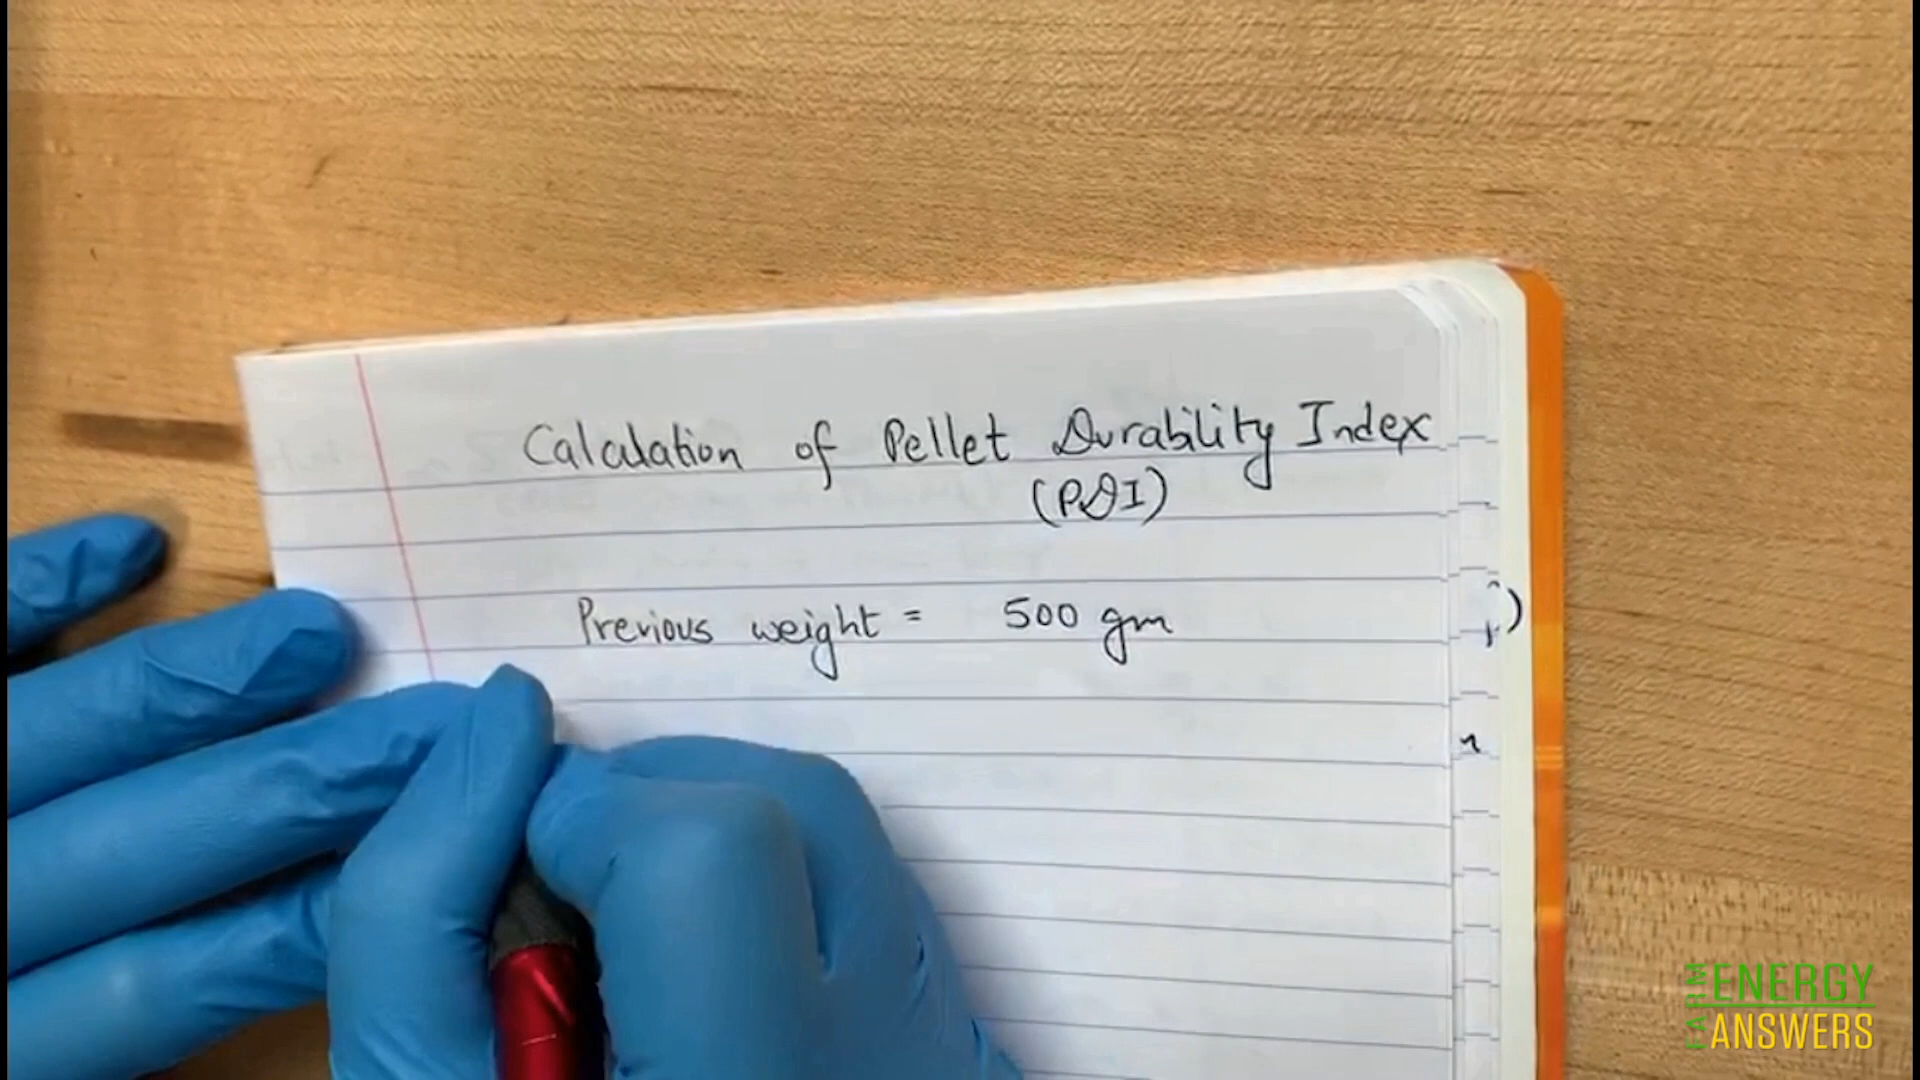 Calculation of Pellet Durability Index
(PDI)
Previous weight = 500 gm
FARM
ENERGY
ANSWERS